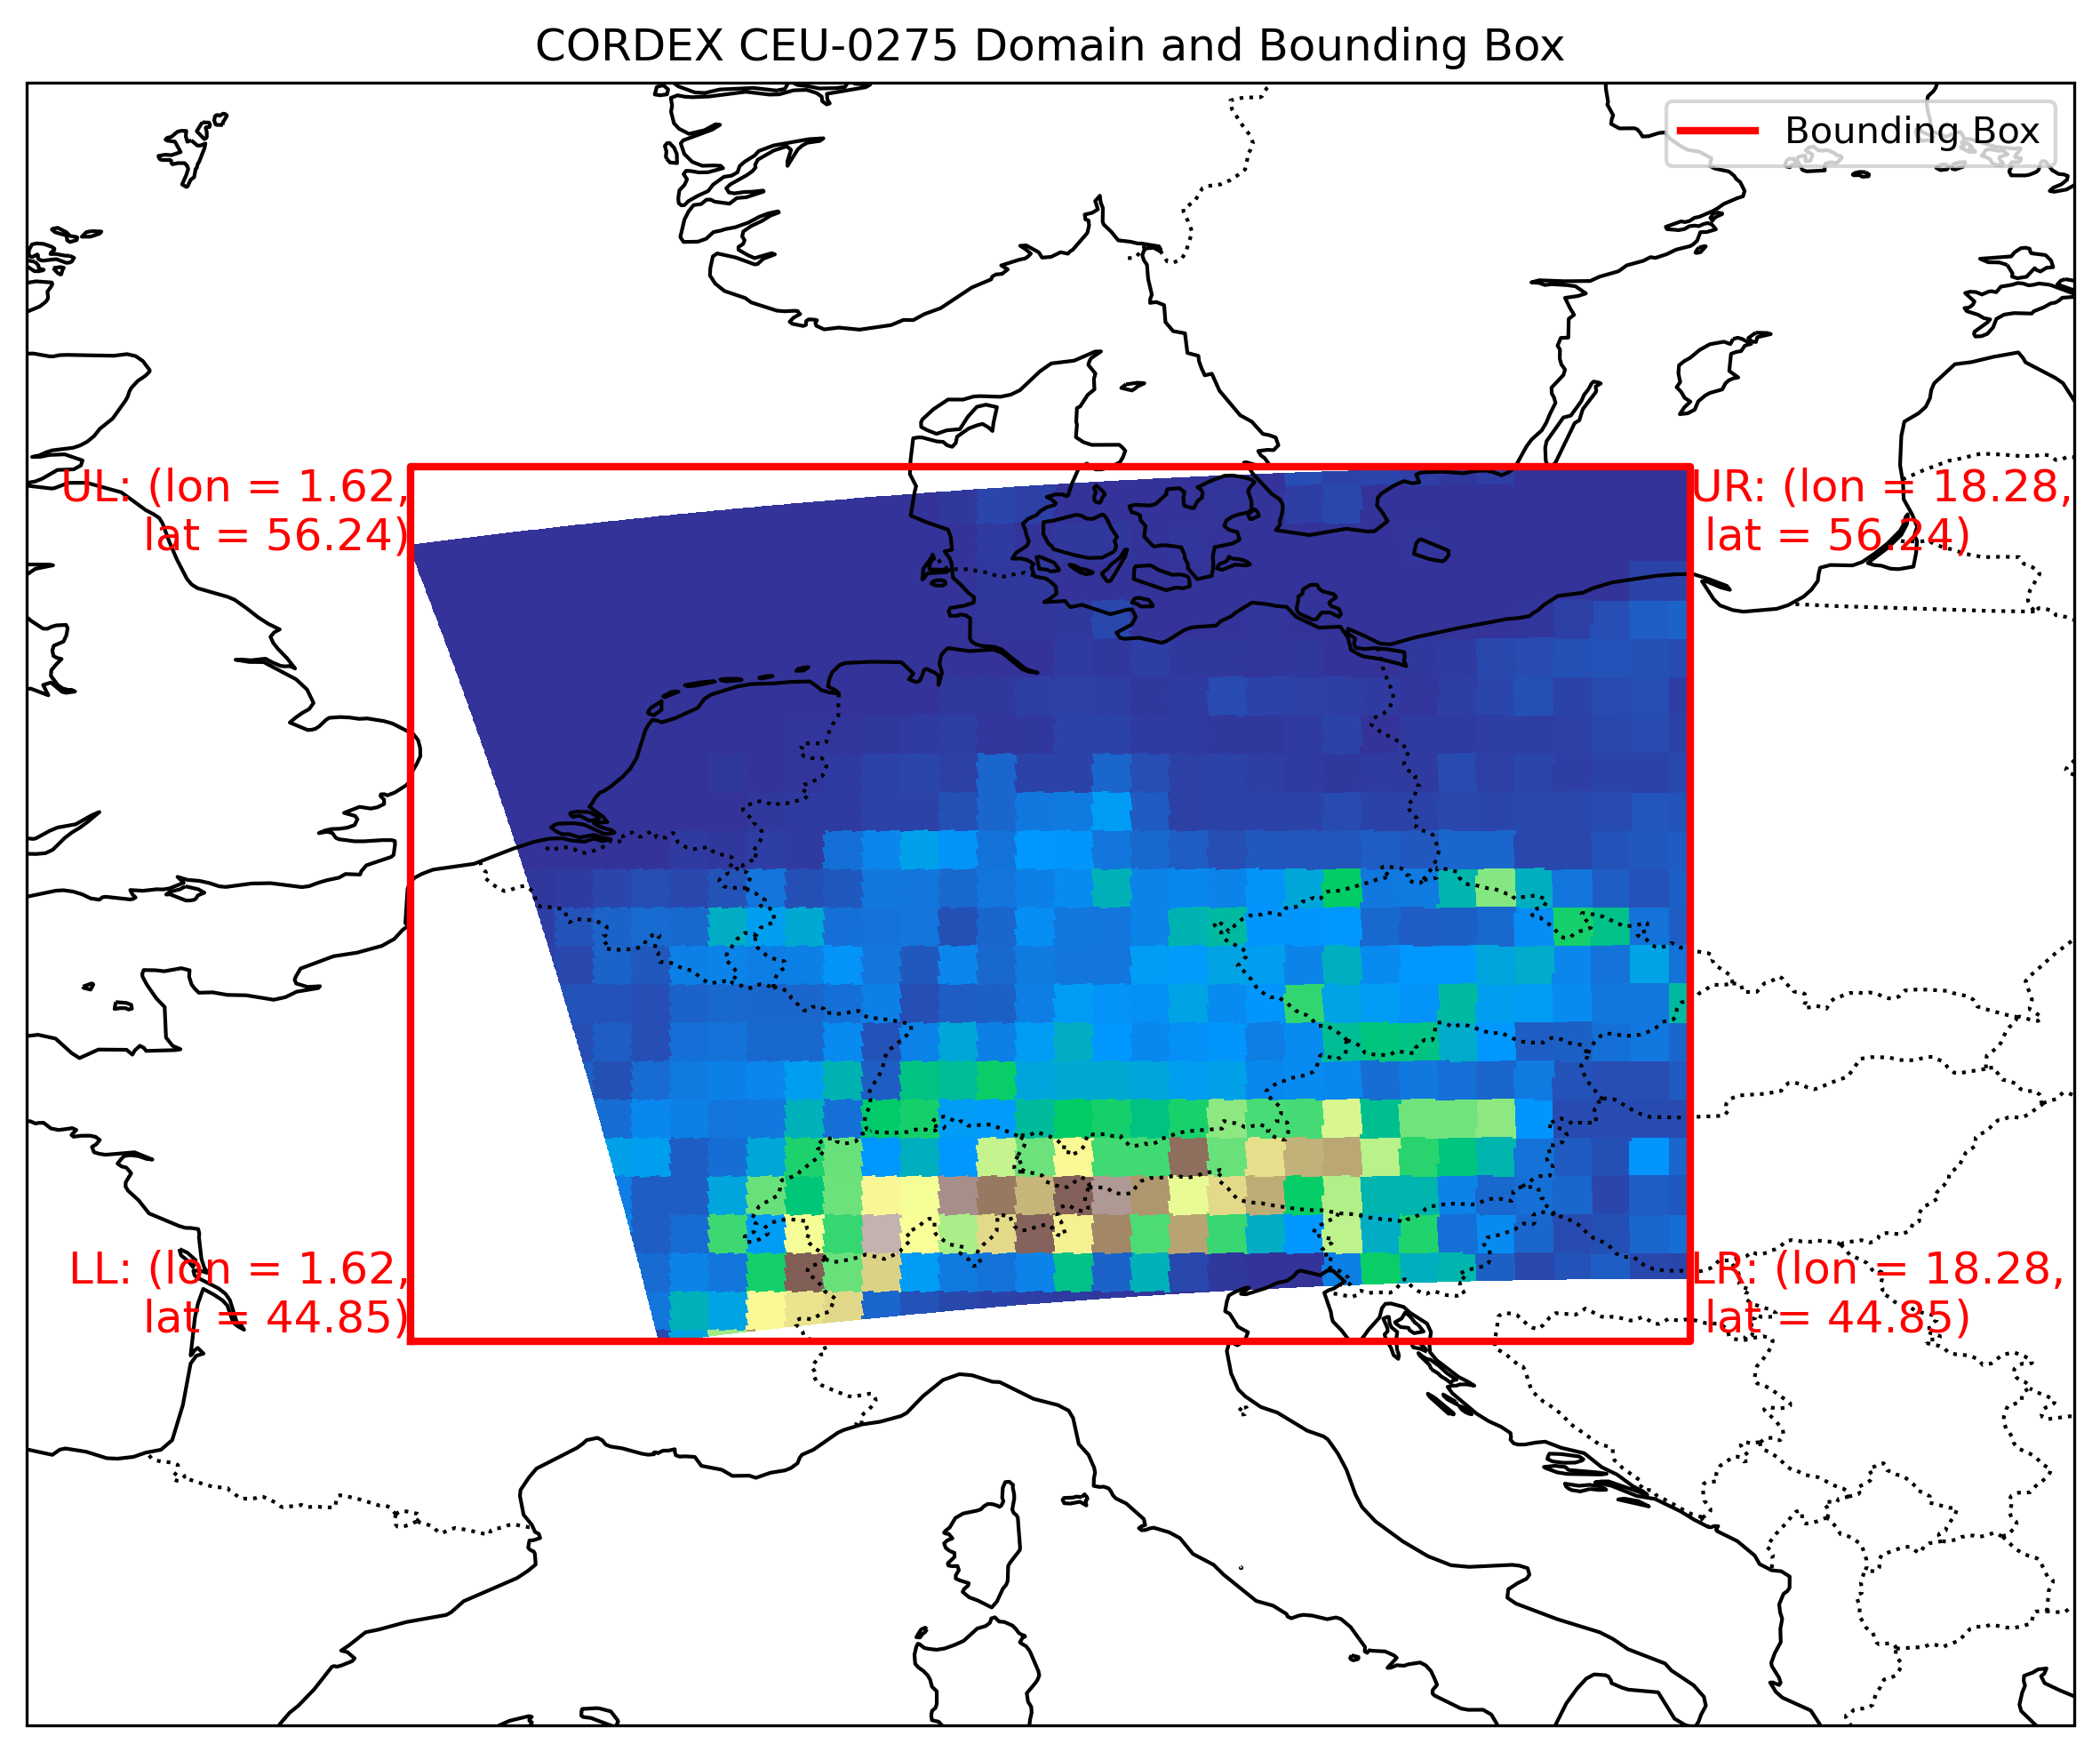 CORDEX CEU-0275 Domain and Bounding Box
Bounding Box
UL: (lon = 1.62,
lat = 56.24)
UR: (lon = 18.28,
lat = 56.24)
LL: (lon = 1.62,
lat = 44.85)
LR: (lon = 18.28,
lat = 44.85)